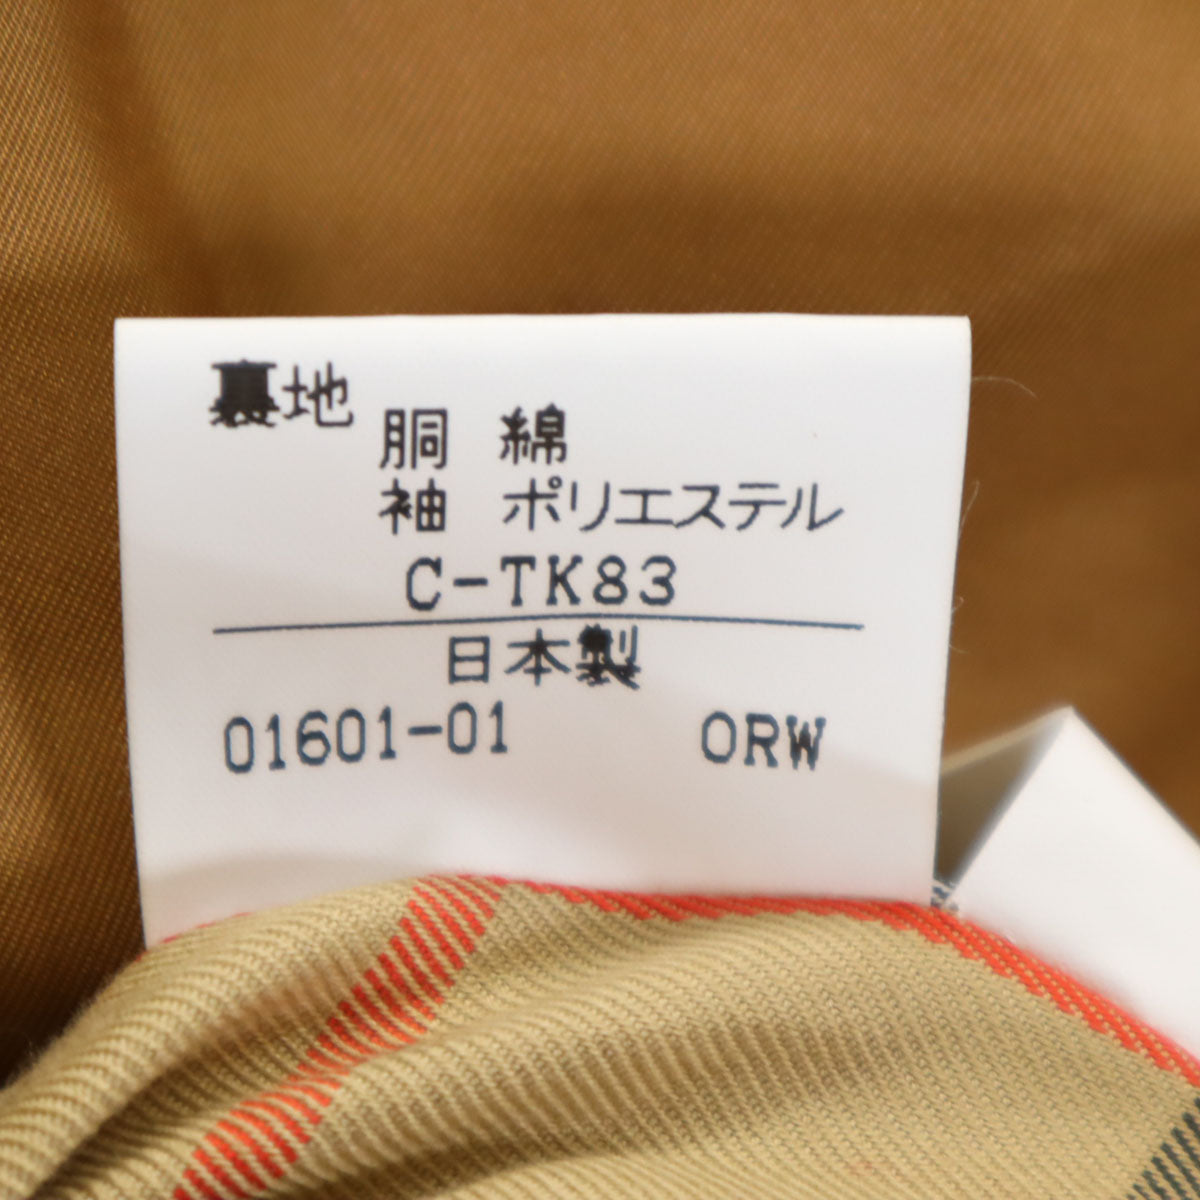 裏地
胴 綿
袖 ポリエステル
C-TK83
日本製
01601-01 ORW